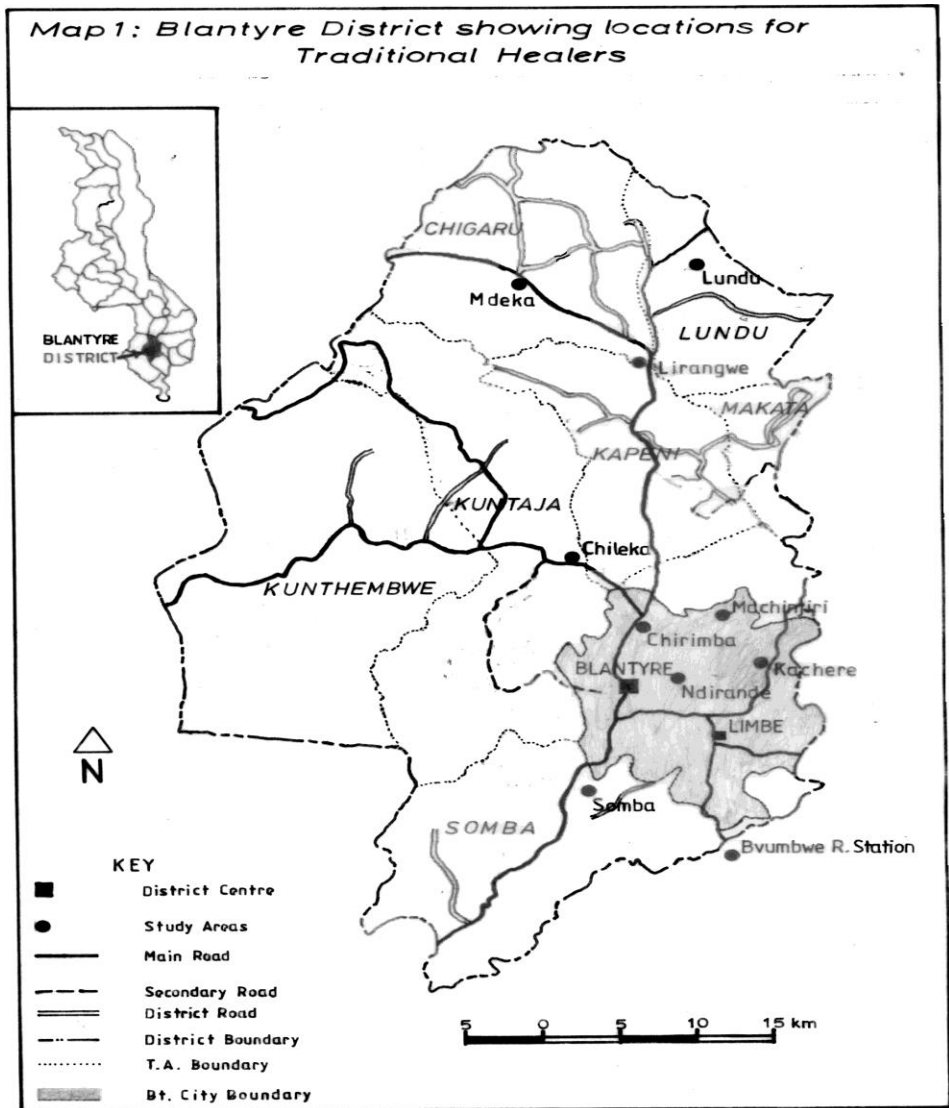 Map 1: Blantyre District showing locations for
Traditional Healers
BLANTYRE
DISTRICT
CHIGARU
Mdeka
Lundu
LUNDU
Lirangwe
MAKATA
KAPENI
KUNTAJA
Chileka
KUNTHEMBWE
Machinjiri
Chirimba
BLANTYRE
Kachere
Ndirande
LIMBE
N
Somba
SOMBA
Bvumbwe R. Station
KEY
District Centre
Study Areas
Main Road
Secondary Road
District Road
District Boundary
T.A. Boundary
Bt. City Boundary
5 0 5 10 15 km